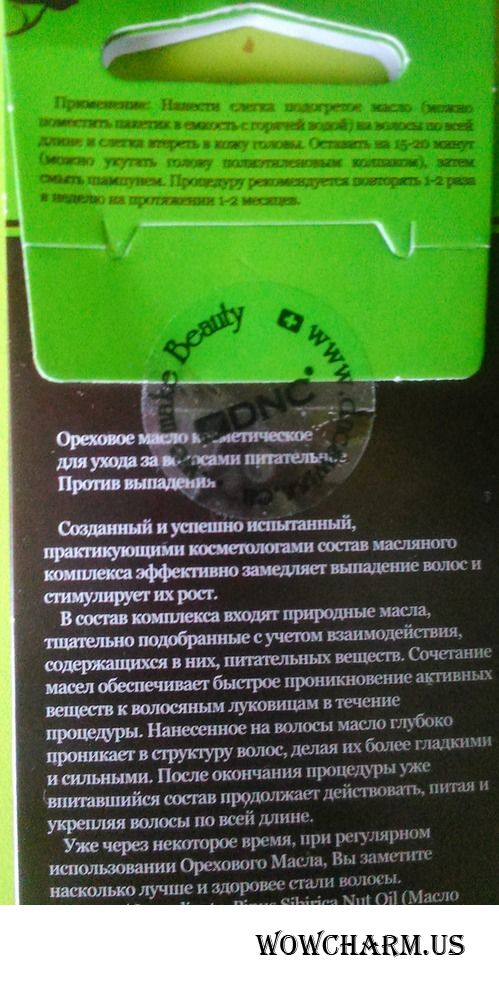 Применение: Нанести слегка подогретое масло (можно
поместить пакетик в емкость с горячей водой) на волосы по всей
длине и слегка втереть в кожу головы. Оставить на 15-20 минут
(можно укутать голову полиэтиленовым колпаком), затем
смыть шампунем. Процедуру рекомендуется повторять 1-2 раза
в неделю на протяжении 1-2 месяцев.
make Beauty
www.
DNC
Ореховое масло косметическое
для ухода за волосами питательное
Против выпадения
Созданный и успешно испытанный,
практикующими косметологами состав масляного
комплекса эффективно замедляет выпадение волос и
стимулирует их рост.
В состав комплекса входят природные масла,
тщательно подобранные с учетом взаимодействия,
содержащихся в них, питательных веществ. Сочетание
масел обеспечивает быстрое проникновение активных
веществ к волосяным луковицам в течение
процедуры. Нанесенное на волосы масло глубоко
проникает в структуру волос, делая их более гладкими
и сильными. После окончания процедуры уже
впитавшийся состав продолжает действовать, питая и
укрепляя волосы по всей длине.
Уже через некоторое время, при регулярном
использовании Орехового Масла, Вы заметите
насколько лучше и здоровее стали волосы.
Pinus Sibirica Nut Oil (Масло
WOWCHARM.US